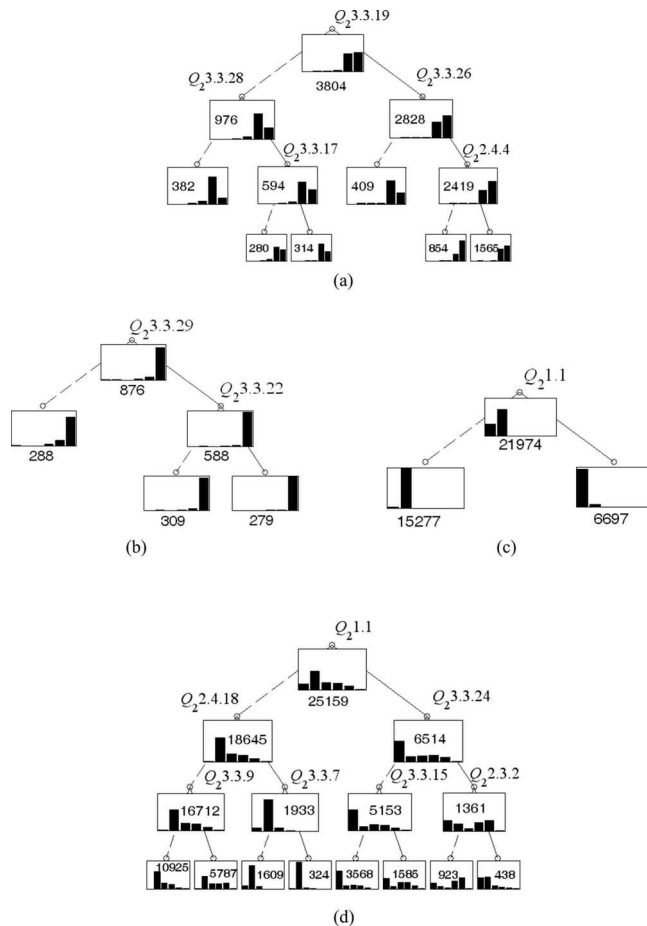 Q₂3.3.19
3804
Q₂3.3.28 Q₂3.3.26
976 2828
Q₂3.3.17 Q₂2.4.4
382 594 409 2419
280 314 854 1565
(a)
Q₂3.3.29
876
Q₂3.3.22
288 588
309 279
(b)
Q₂1.1
21974
15277 6697
(c)
Q₂1.1
25159
Q₂2.4.18 Q₂3.3.24
18645 6514
Q₂3.3.9 Q₂3.3.7 Q₂3.3.15 Q₂2.3.2
16712 1933 5153 1361
10925 5787 1609 324 3568 1585 923 438
(d)